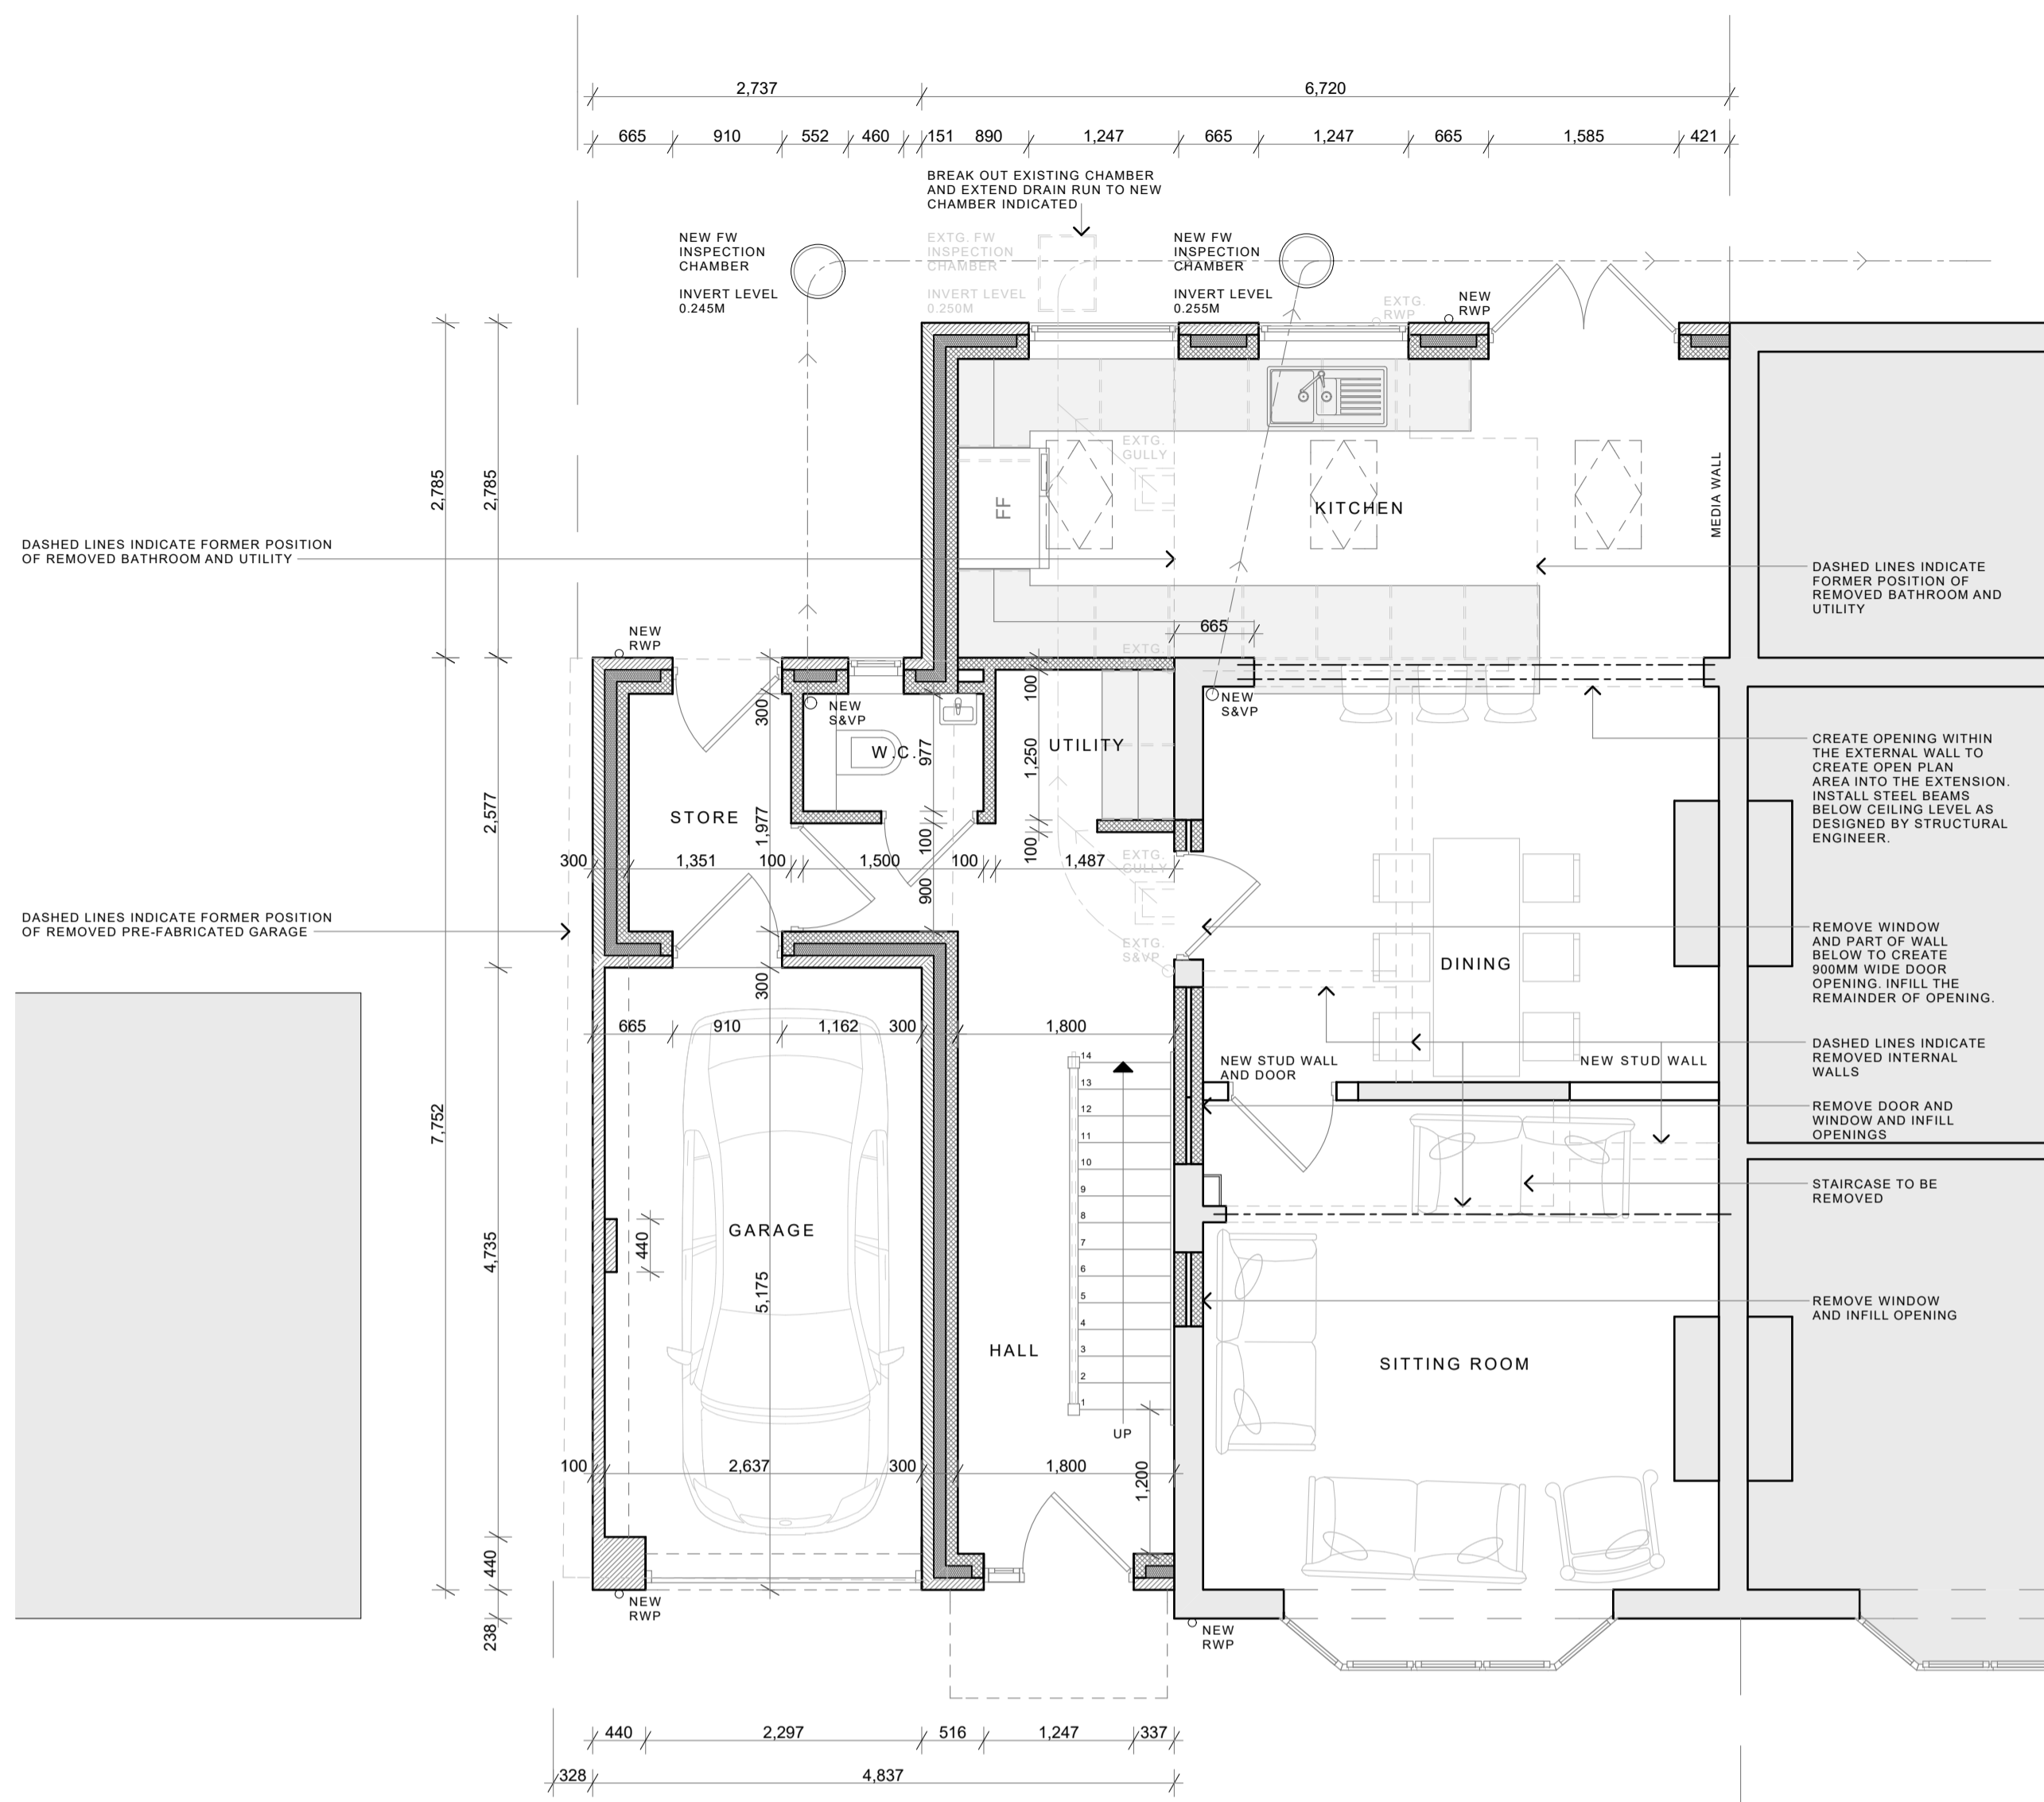 2,737
6,720
665
910
552
460
151
890
1,247
665
1,247
665
1,585
421
BREAK OUT EXISTING CHAMBER
AND EXTEND DRAIN RUN TO NEW
CHAMBER INDICATED
NEW FW
INSPECTION
CHAMBER
INVERT LEVEL
0.245M
EXTG. FW
INSPECTION
CHAMBER
INVERT LEVEL
0.250M
NEW FW
INSPECTION
CHAMBER
INVERT LEVEL
0.255M
EXTG.
RWP
NEW
RWP
2,785
2,785
EXTG.
GULLY
FF
KITCHEN
MEDIA WALL
DASHED LINES INDICATE FORMER POSITION
OF REMOVED BATHROOM AND UTILITY
DASHED LINES INDICATE
FORMER POSITION OF
REMOVED BATHROOM AND
UTILITY
NEW
RWP
665
EXTG.
100
300
NEW
S&VP
NEW
S&VP
W.C.
977
UTILITY
1,250
CREATE OPENING WITHIN
THE EXTERNAL WALL TO
CREATE OPEN PLAN
AREA INTO THE EXTENSION.
INSTALL STEEL BEAMS
BELOW CEILING LEVEL AS
DESIGNED BY STRUCTURAL
ENGINEER.
2,577
STORE
1,977
100
100
300
1,351
100
1,500
100
1,487
EXTG.
GULLY
900
DASHED LINES INDICATE FORMER POSITION
OF REMOVED PRE-FABRICATED GARAGE
EXTG.
S&VP
DINING
REMOVE WINDOW
AND PART OF WALL
BELOW TO CREATE
900MM WIDE DOOR
OPENING. INFILL THE
REMAINDER OF OPENING.
300
665
910
1,162
300
1,800
NEW STUD WALL
AND DOOR
NEW STUD WALL
DASHED LINES INDICATE
REMOVED INTERNAL
WALLS
7,752
REMOVE DOOR AND
WINDOW AND INFILL
OPENINGS
14
13
12
11
10
9
8
7
6
5
4
3
2
1
STAIRCASE TO BE
REMOVED
4,735
440
GARAGE
5,175
REMOVE WINDOW
AND INFILL OPENING
HALL
SITTING ROOM
UP
100
2,637
300
1,800
1,200
440
NEW
RWP
238
NEW
RWP
440
2,297
516
1,247
337
328
4,837